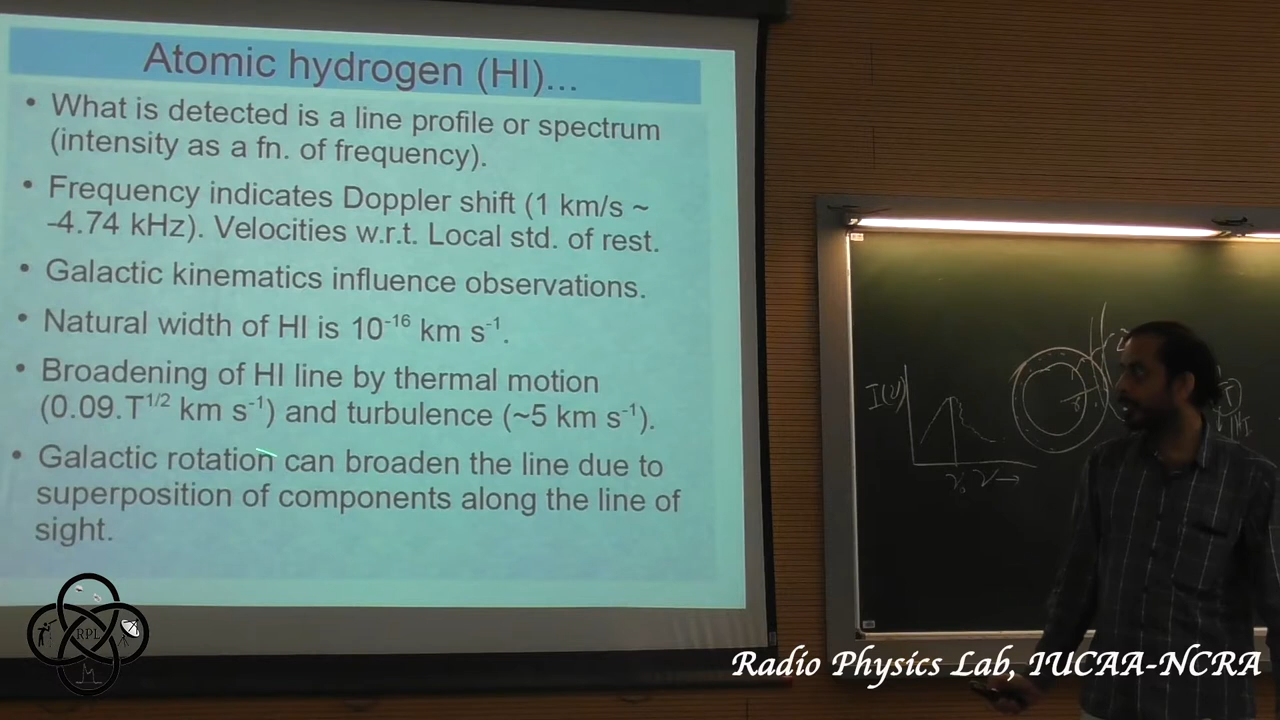 Atomic hydrogen (HI)...
• What is detected is a line profile or spectrum
(intensity as a fn. of frequency).
• Frequency indicates Doppler shift (1 km/s ~
-4.74 kHz). Velocities w.r.t. Local std. of rest.
• Galactic kinematics influence observations.
• Natural width of HI is 10⁻¹⁶ km s⁻¹.
• Broadening of HI line by thermal motion
(0.09.T¹/² km s⁻¹) and turbulence (~5 km s⁻¹).
• Galactic rotation can broaden the line due to
superposition of components along the line of
sight.
RPL
I(ν)
ν₀ ν →
Radio Physics Lab, IUCAA-NCRA